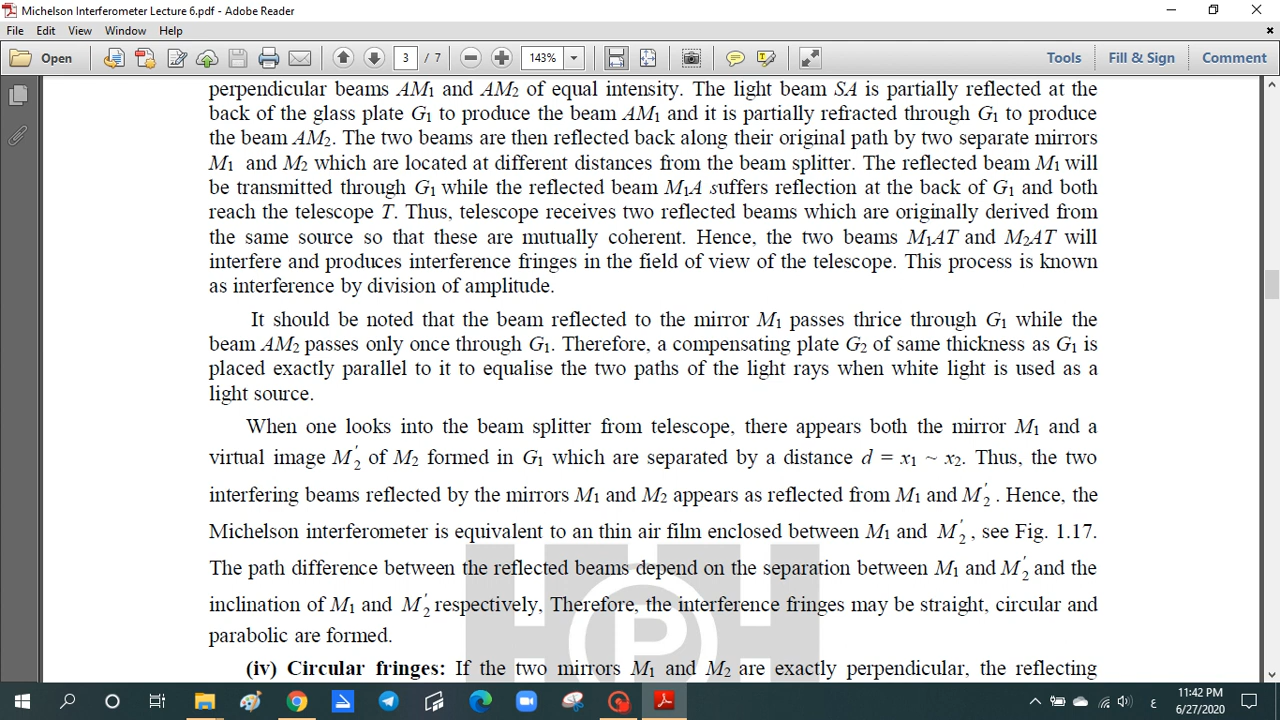 Michelson Interferometer Lecture 6.pdf - Adobe Reader
File Edit View Window Help
Open 3 / 7 143% Tools Fill & Sign Comment
perpendicular beams AM1 and AM2 of equal intensity. The light beam SA is partially reflected at the
back of the glass plate G1 to produce the beam AM1 and it is partially refracted through G1 to produce
the beam AM2. The two beams are then reflected back along their original path by two separate mirrors
M1 and M2 which are located at different distances from the beam splitter. The reflected beam M1 will
be transmitted through G1 while the reflected beam M1A suffers reflection at the back of G1 and both
reach the telescope T. Thus, telescope receives two reflected beams which are originally derived from
the same source so that these are mutually coherent. Hence, the two beams M1AT and M2AT will
interfere and produces interference fringes in the field of view of the telescope. This process is known
as interference by division of amplitude.
It should be noted that the beam reflected to the mirror M1 passes thrice through G1 while the
beam AM2 passes only once through G1. Therefore, a compensating plate G2 of same thickness as G1 is
placed exactly parallel to it to equalise the two paths of the light rays when white light is used as a
light source.
When one looks into the beam splitter from telescope, there appears both the mirror M1 and a
virtual image M2′ of M2 formed in G1 which are separated by a distance d = x1 ~ x2. Thus, the two
interfering beams reflected by the mirrors M1 and M2 appears as reflected from M1 and M2′ . Hence, the
Michelson interferometer is equivalent to an thin air film enclosed between M1 and M2′ , see Fig. 1.17.
The path difference between the reflected beams depend on the separation between M1 and M2′ and the
inclination of M1 and M2′ respectively, Therefore, the interference fringes may be straight, circular and
parabolic are formed.
(iv) Circular fringes: If the two mirrors M1 and M2 are exactly perpendicular, the reflecting
ع 11:42 PM
6/27/2020